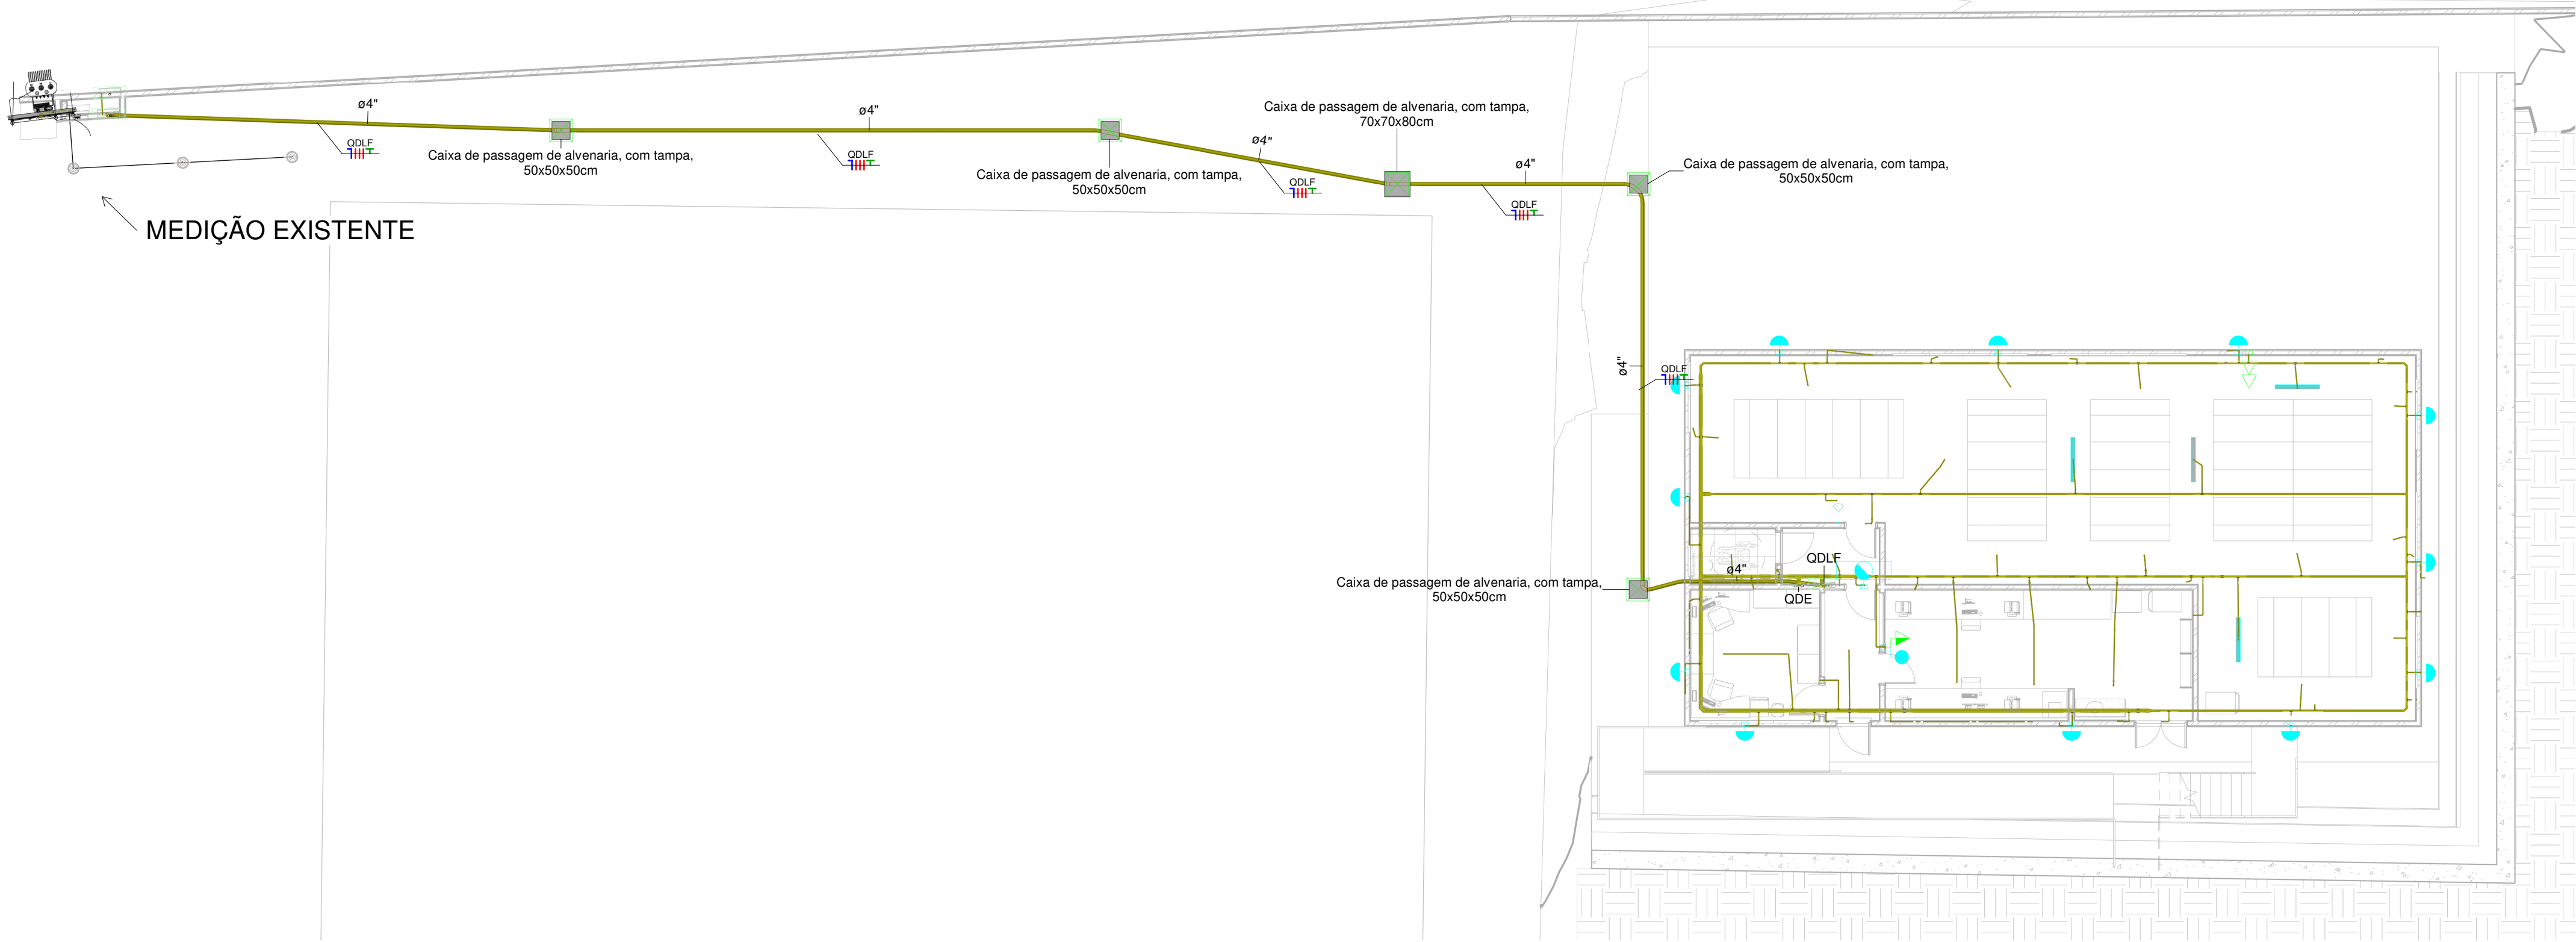 ø4"
QDLF
Caixa de passagem de alvenaria, com tampa,
50x50x50cm
ø4"
QDLF
Caixa de passagem de alvenaria, com tampa,
50x50x50cm
ø4"
QDLF
Caixa de passagem de alvenaria, com tampa,
70x70x80cm
ø4"
QDLF
Caixa de passagem de alvenaria, com tampa,
50x50x50cm
MEDIÇÃO EXISTENTE
ø4"
QDLF
Caixa de passagem de alvenaria, com tampa,
50x50x50cm
ø4"
QDLF
QDE